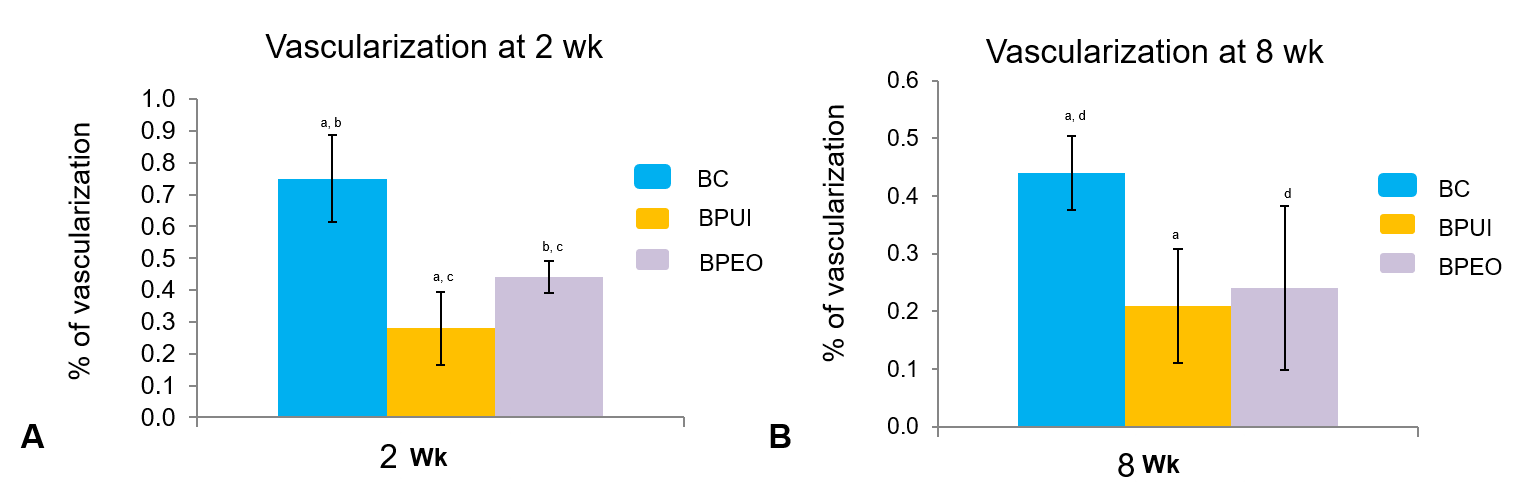 Vascularization at 2 wk
% of vascularization
1.0
0.9
0.8
0.7
0.6
0.5
0.4
0.3
0.2
0.1
0.0
a, b
a, c
b, c
BC
BPUI
BPEO
2 Wk
A
Vascularization at 8 wk
% of vascularization
0.6
0.5
0.4
0.3
0.2
0.1
0.0
a, d
a
d
BC
BPUI
BPEO
8 Wk
B